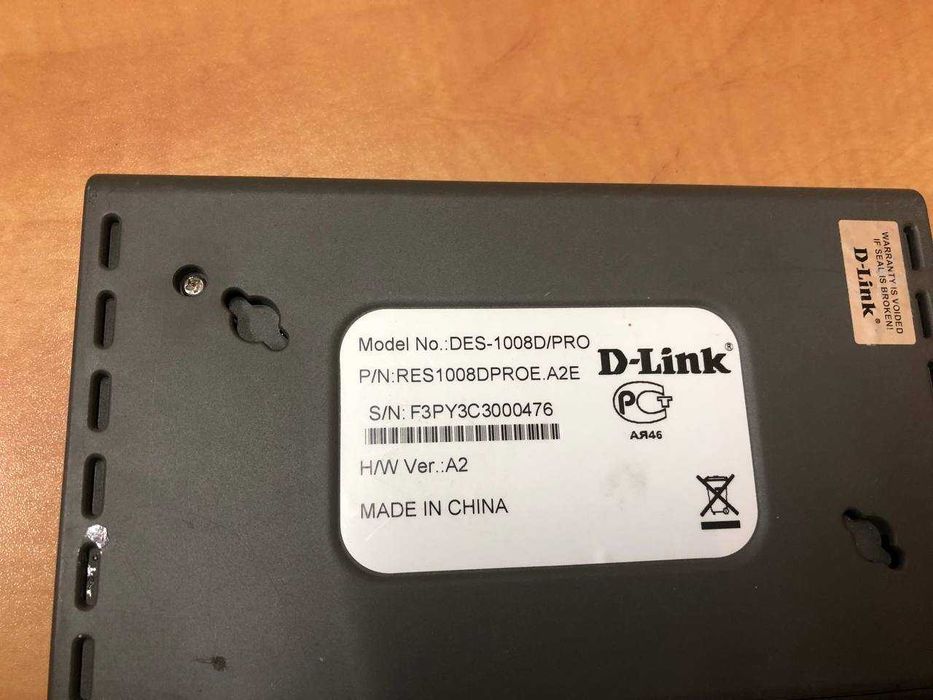 Model No.:DES-1008D/PRO
P/N:RES1008DPROE.A2E
S/N: F3PY3C3000476
H/W Ver.:A2
MADE IN CHINA
D-Link®
РСТ
АЯ46
WARRANTY IS VOIDED
IF SEAL IS BROKEN!
D-Link®